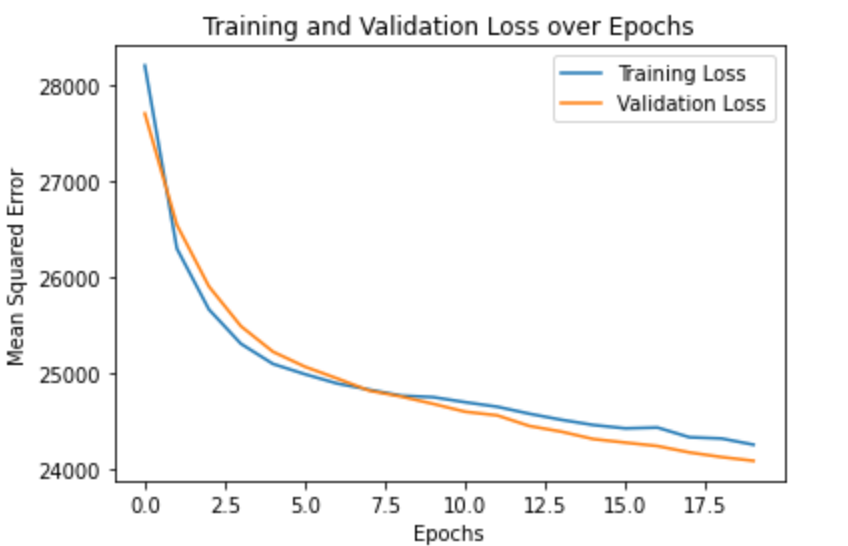 Training and Validation Loss over Epochs
Training Loss
Validation Loss
28000
27000
26000
25000
24000
Mean Squared Error
0.0 2.5 5.0 7.5 10.0 12.5 15.0 17.5
Epochs